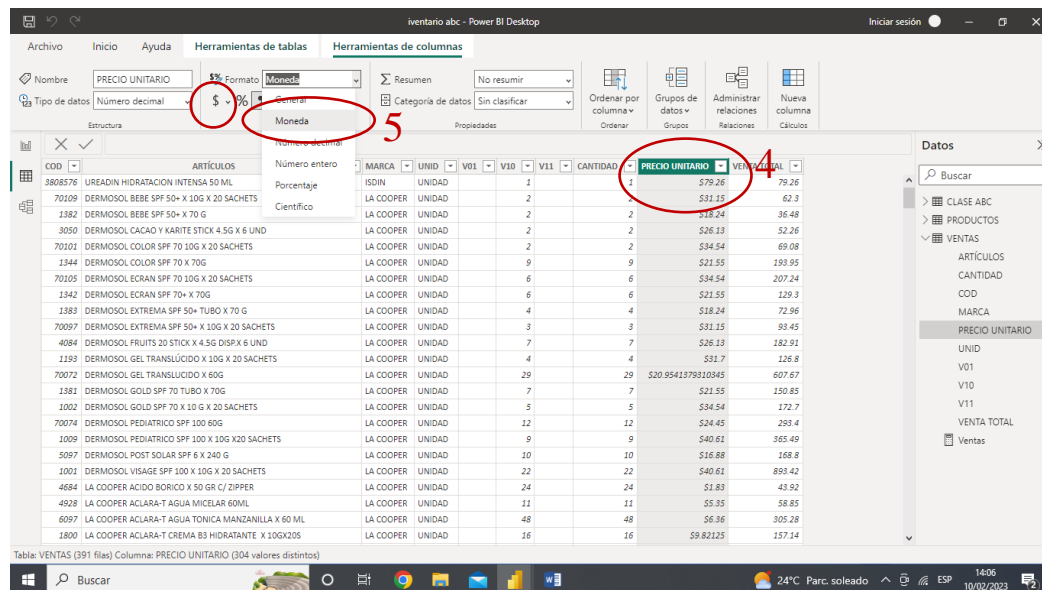 iventario abc - Power BI Desktop
Iniciar sesión
Archivo Inicio Ayuda Herramientas de tablas Herramientas de columnas
Nombre PRECIO UNITARIO $% Formato Moneda Resumen No resumir
Tipo de datos Número decimal $ % General Categoría de datos Sin clasificar
Ordenar por columna Grupos de datos Administrar relaciones Nueva columna
Estructura Propiedades Ordenar Grupos Relaciones Cálculos
Moneda
Número decimal
Número entero
Porcentaje
Científico
5
4
COD ARTÍCULOS MARCA UNID V01 V10 V11 CANTIDAD PRECIO UNITARIO VENTA TOTAL
3808576 UREADIN HIDRATACION INTENSA 50 ML ISDIN UNIDAD 1 1 $79.26 79.26
70109 DERMOSOL BEBE SPF 50+ X 10G X 20 SACHETS LA COOPER UNIDAD 2 2 $31.15 62.3
1382 DERMOSOL BEBE SPF 50+ X 70 G LA COOPER UNIDAD 2 2 $18.24 36.48
3050 DERMOSOL CACAO Y KARITE STICK 4.5G X 6 UND LA COOPER UNIDAD 2 2 $26.13 52.26
70101 DERMOSOL COLOR SPF 70 10G X 20 SACHETS LA COOPER UNIDAD 2 2 $34.54 69.08
1344 DERMOSOL COLOR SPF 70 X 70G LA COOPER UNIDAD 9 9 $21.55 193.95
70105 DERMOSOL ECRAN SPF 70 10G X 20 SACHETS LA COOPER UNIDAD 6 6 $34.54 207.24
1342 DERMOSOL ECRAN SPF 70+ X 70G LA COOPER UNIDAD 6 6 $21.55 129.3
1383 DERMOSOL EXTREMA SPF 50+ TUBO X 70 G LA COOPER UNIDAD 4 4 $18.24 72.96
70097 DERMOSOL EXTREMA SPF 50+ X 10G X 20 SACHETS LA COOPER UNIDAD 3 3 $31.15 93.45
4084 DERMOSOL FRUITS 20 STICK X 4.5G DISP.X 6 UND LA COOPER UNIDAD 7 7 $26.13 182.91
1193 DERMOSOL GEL TRANSLÚCIDO X 10G X 20 SACHETS LA COOPER UNIDAD 4 4 $31.7 126.8
70072 DERMOSOL GEL TRANSLUCIDO X 60G LA COOPER UNIDAD 29 29 $20.9541379310345 607.67
1381 DERMOSOL GOLD SPF 70 TUBO X 70G LA COOPER UNIDAD 7 7 $21.55 150.85
1002 DERMOSOL GOLD SPF 70 X 10 G X 20 SACHETS LA COOPER UNIDAD 5 5 $34.54 172.7
70074 DERMOSOL PEDIATRICO SPF 100 60G LA COOPER UNIDAD 12 12 $24.45 293.4
1009 DERMOSOL PEDIATRICO SPF 100 X 10G X20 SACHETS LA COOPER UNIDAD 9 9 $40.61 365.49
5097 DERMOSOL POST SOLAR SPF 6 X 240 G LA COOPER UNIDAD 10 10 $16.88 168.8
1001 DERMOSOL VISAGE SPF 100 X 10G X 20 SACHETS LA COOPER UNIDAD 22 22 $40.61 893.42
4684 LA COOPER ACIDO BORICO X 50 GR C/ ZIPPER LA COOPER UNIDAD 24 24 $1.83 43.92
4928 LA COOPER ACLARA-T AGUA MICELAR 60ML LA COOPER UNIDAD 11 11 $5.35 58.85
6097 LA COOPER ACLARA-T AGUA TONICA MANZANILLA X 60 ML LA COOPER UNIDAD 48 48 $6.36 305.28
1800 LA COOPER ACLARA-T CREMA B3 HIDRATANTE X 10GX20S LA COOPER UNIDAD 16 16 $9.82125 157.14
Datos
Buscar
CLASE ABC
PRODUCTOS
VENTAS
ARTÍCULOS
CANTIDAD
COD
MARCA
PRECIO UNITARIO
UNID
V01
V10
V11
VENTA TOTAL
Ventas
Tabla: VENTAS (391 filas) Columna: PRECIO UNITARIO (304 valores distintos)
Buscar
24°C Parc. soleado ESP 14:06
10/02/2023
2